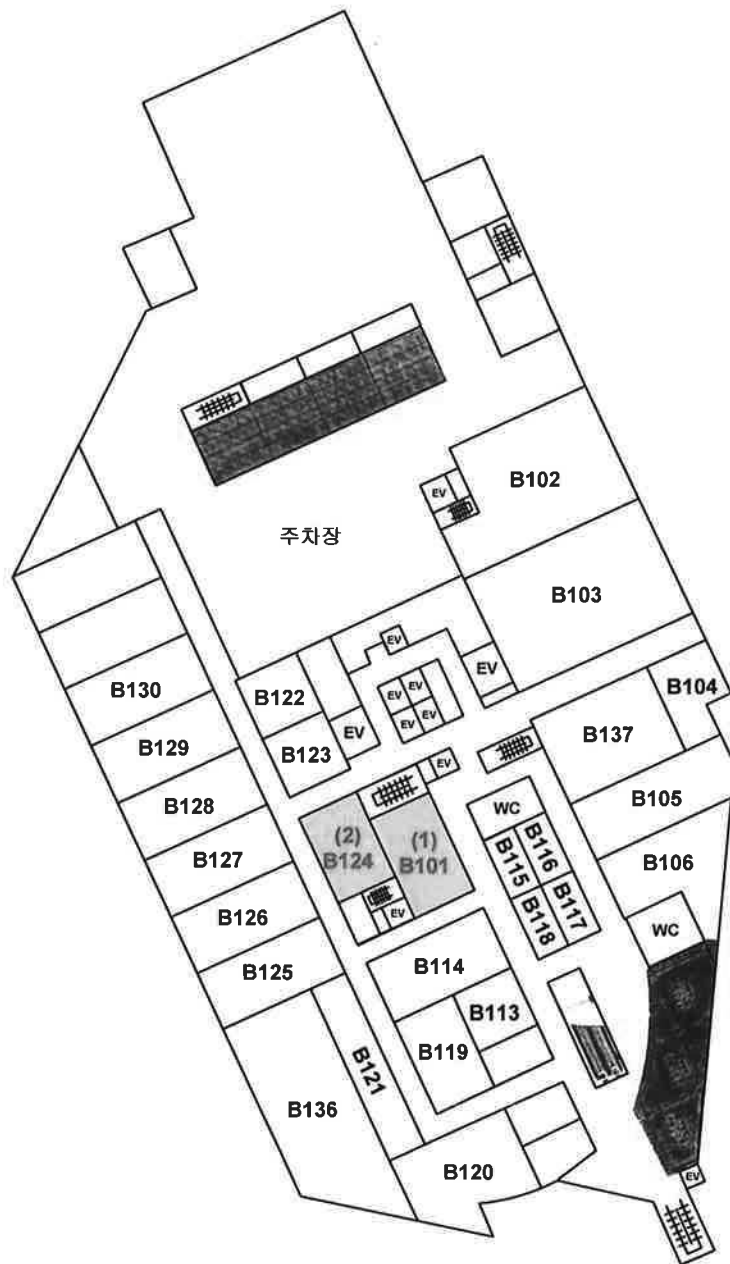 B102
EV
주차장
B103
B130
B122
EV
EV
B104
B129
B123
EV
EV
EV
EV
EV
B137
B128
EV
B105
B127
(2)
B124
(1)
B101
WC
B116
B115
B106
B126
B117
B118
EV
WC
B125
B114
B113
B121
B119
B136
B120
EV